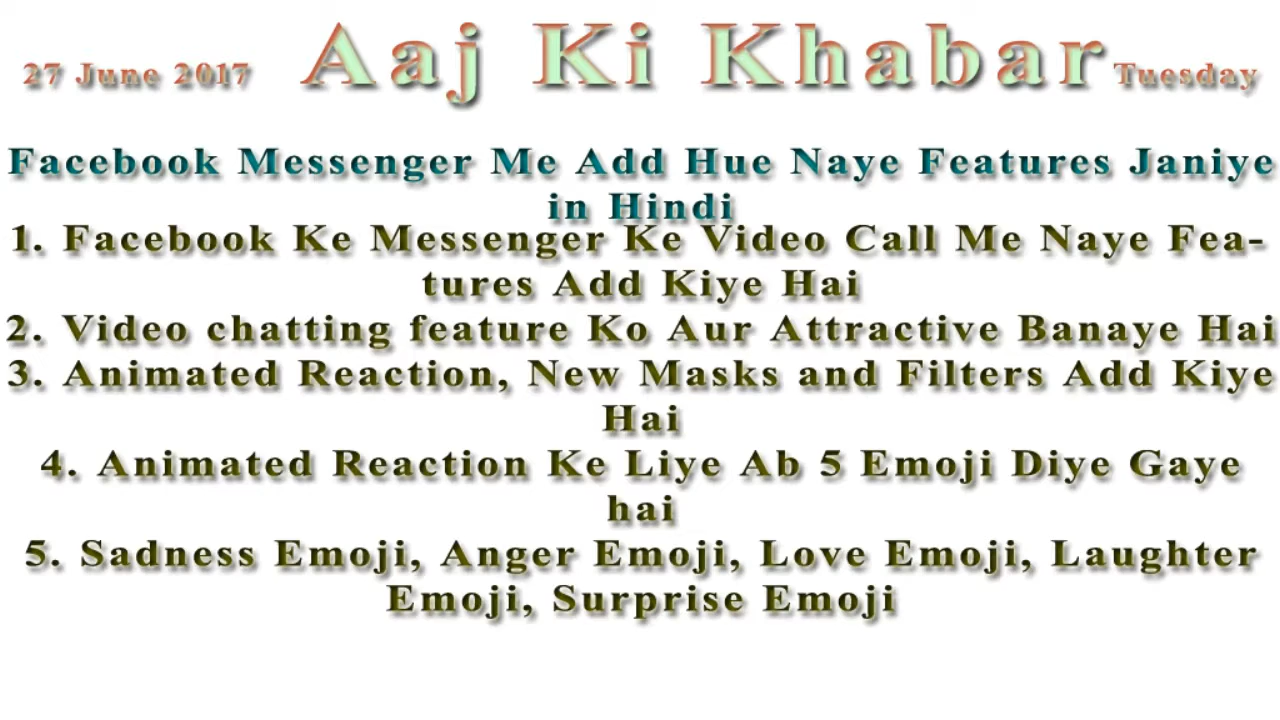 27 June 2017 Aaj Ki Khabar Tuesday
Facebook Messenger Me Add Hue Naye Features Janiye
in Hindi
1. Facebook Ke Messenger Ke Video Call Me Naye Fea-
tures Add Kiye Hai
2. Video chatting feature Ko Aur Attractive Banaye Hai
3. Animated Reaction, New Masks and Filters Add Kiye
Hai
4. Animated Reaction Ke Liye Ab 5 Emoji Diye Gaye
hai
5. Sadness Emoji, Anger Emoji, Love Emoji, Laughter
Emoji, Surprise Emoji